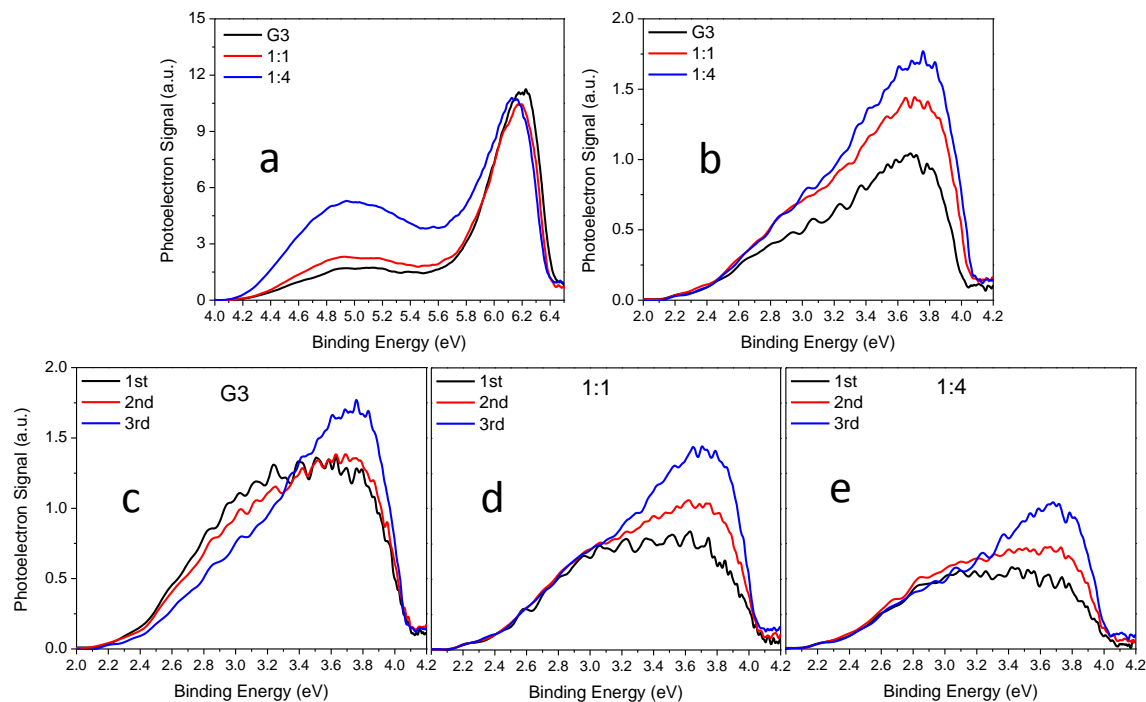 15
12
9
6
3
0
Photoelectron Signal (a.u.)
G3
1:1
1:4
a
4.0 4.2 4.4 4.6 4.8 5.0 5.2 5.4 5.6 5.8 6.0 6.2 6.4
Binding Energy (eV)
2.0
1.5
1.0
0.5
0.0
Photoelectron Signal (a.u.)
G3
1:1
1:4
b
2.0 2.2 2.4 2.6 2.8 3.0 3.2 3.4 3.6 3.8 4.0 4.2
Binding Energy (eV)
2.0
1.5
1.0
0.5
0.0
Photoelectron Signal (a.u.)
1st
2nd
3rd
G3
c
2.0 2.2 2.4 2.6 2.8 3.0 3.2 3.4 3.6 3.8 4.0 4.2
Binding Energy (eV)
1st
2nd
3rd
1:1
d
2.2 2.4 2.6 2.8 3.0 3.2 3.4 3.6 3.8 4.0 4.2
Binding Energy (eV)
1st
2nd
3rd
1:4
e
2.2 2.4 2.6 2.8 3.0 3.2 3.4 3.6 3.8 4.0 4.2
Binding Energy (eV)